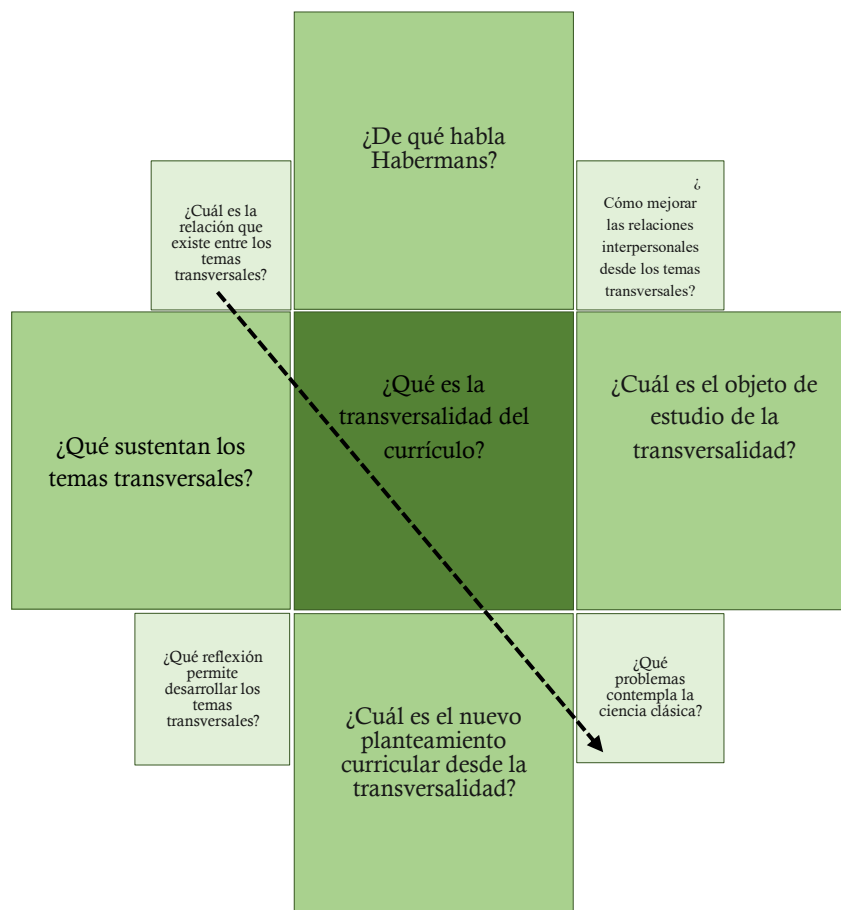 ¿De qué habla
Habermans?
¿Cuál es la
relación que
existe entre los
temas
transversales?
¿
Cómo mejorar
las relaciones
interpersonales
desde los temas
transversales?
¿Qué sustentan los
temas transversales?
¿Qué es la
transversalidad del
currículo?
¿Cuál es el objeto de
estudio de la
transversalidad?
¿Qué reflexión
permite
desarrollar los
temas
transversales?
¿Cuál es el nuevo
planteamiento
curricular desde la
transversalidad?
¿Qué
problemas
contempla la
ciencia clásica?